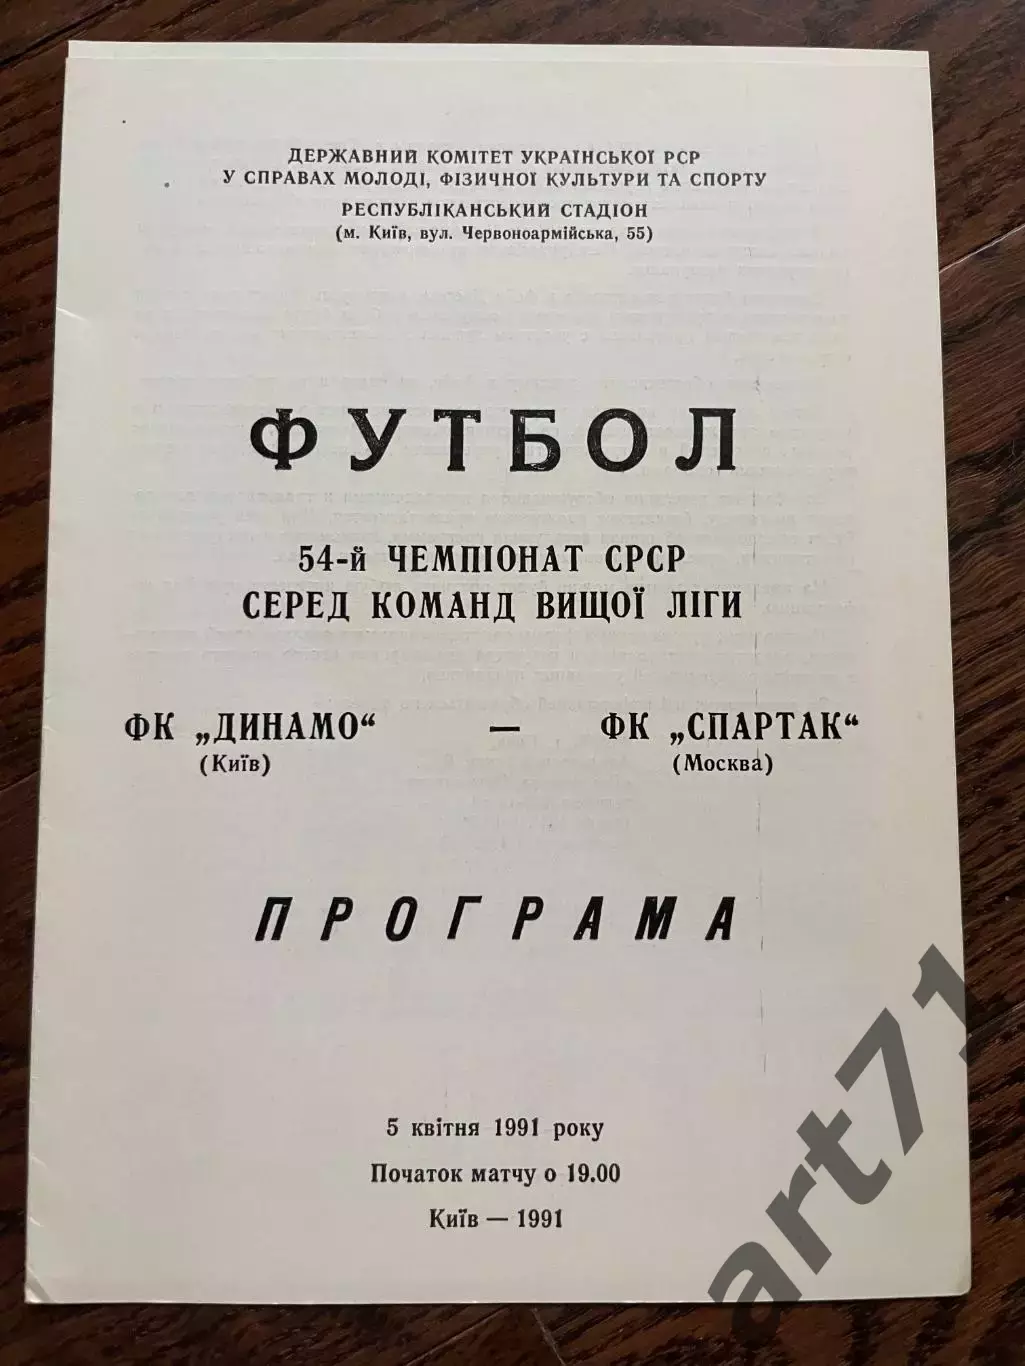 ДЕРЖАВНИЙ КОМІТЕТ УКРАЇНСЬКОЇ РСР
У СПРАВАХ МОЛОДІ, ФІЗИЧНОЇ КУЛЬТУРИ ТА СПОРТУ
РЕСПУБЛІКАНСЬКИЙ СТАДІОН
(м. Київ, вул. Червоноармійська, 55)
ФУТБОЛ
54-й ЧЕМПІОНАТ СРСР
СЕРЕД КОМАНД ВИЩОЇ ЛІГИ
ФК „ДИНАМО“ — ФК „СПАРТАК“
(Київ) (Москва)
ПРОГРАМА
5 квітня 1991 року
Початок матчу о 19.00
Київ — 1991
art71